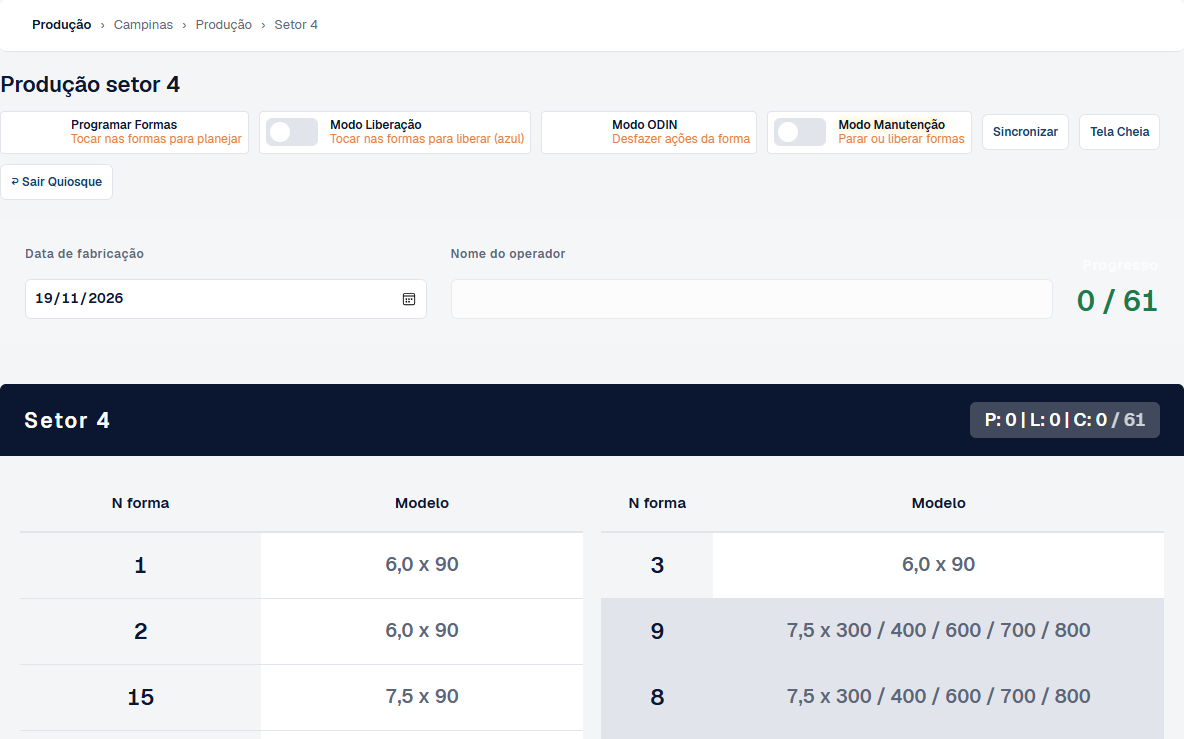 Produção › Campinas › Produção › Setor 4
Produção setor 4
Programar Formas
Tocar nas formas para planejar
Modo Liberação
Tocar nas formas para liberar (azul)
Modo ODIN
Desfazer ações da forma
Modo Manutenção
Parar ou liberar formas
Sincronizar
Tela Cheia
Sair Quiosque
Data de fabricação
19/11/2026
Nome do operador
Progresso
0 / 61
Setor 4
P: 0 | L: 0 | C: 0 / 61
N forma Modelo N forma Modelo
1 6,0 x 90 3 6,0 x 90
2 6,0 x 90 9 7,5 x 300 / 400 / 600 / 700 / 800
15 7,5 x 90 8 7,5 x 300 / 400 / 600 / 700 / 800